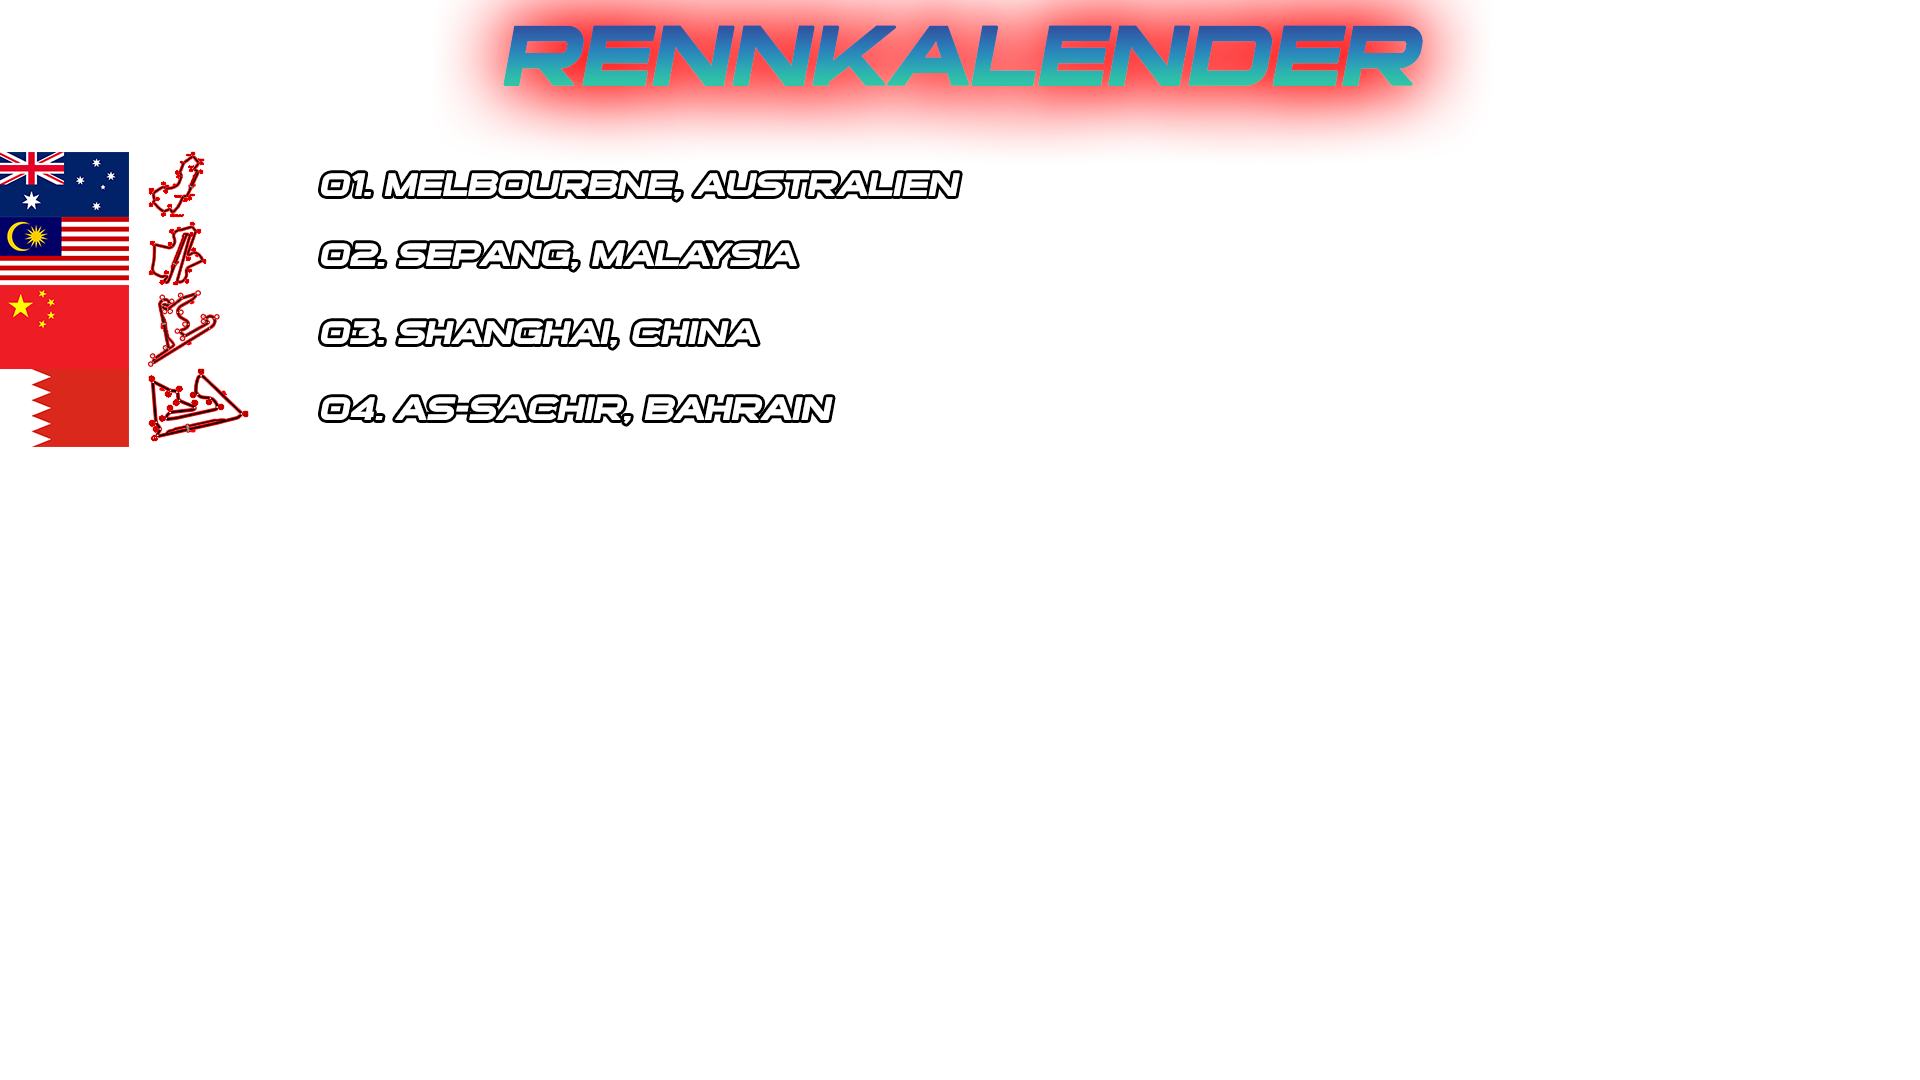 RENNKALENDER
01. MELBOURBNE, AUSTRALIEN
02. SEPANG, MALAYSIA
03. SHANGHAI, CHINA
04. AS-SACHIR, BAHRAIN